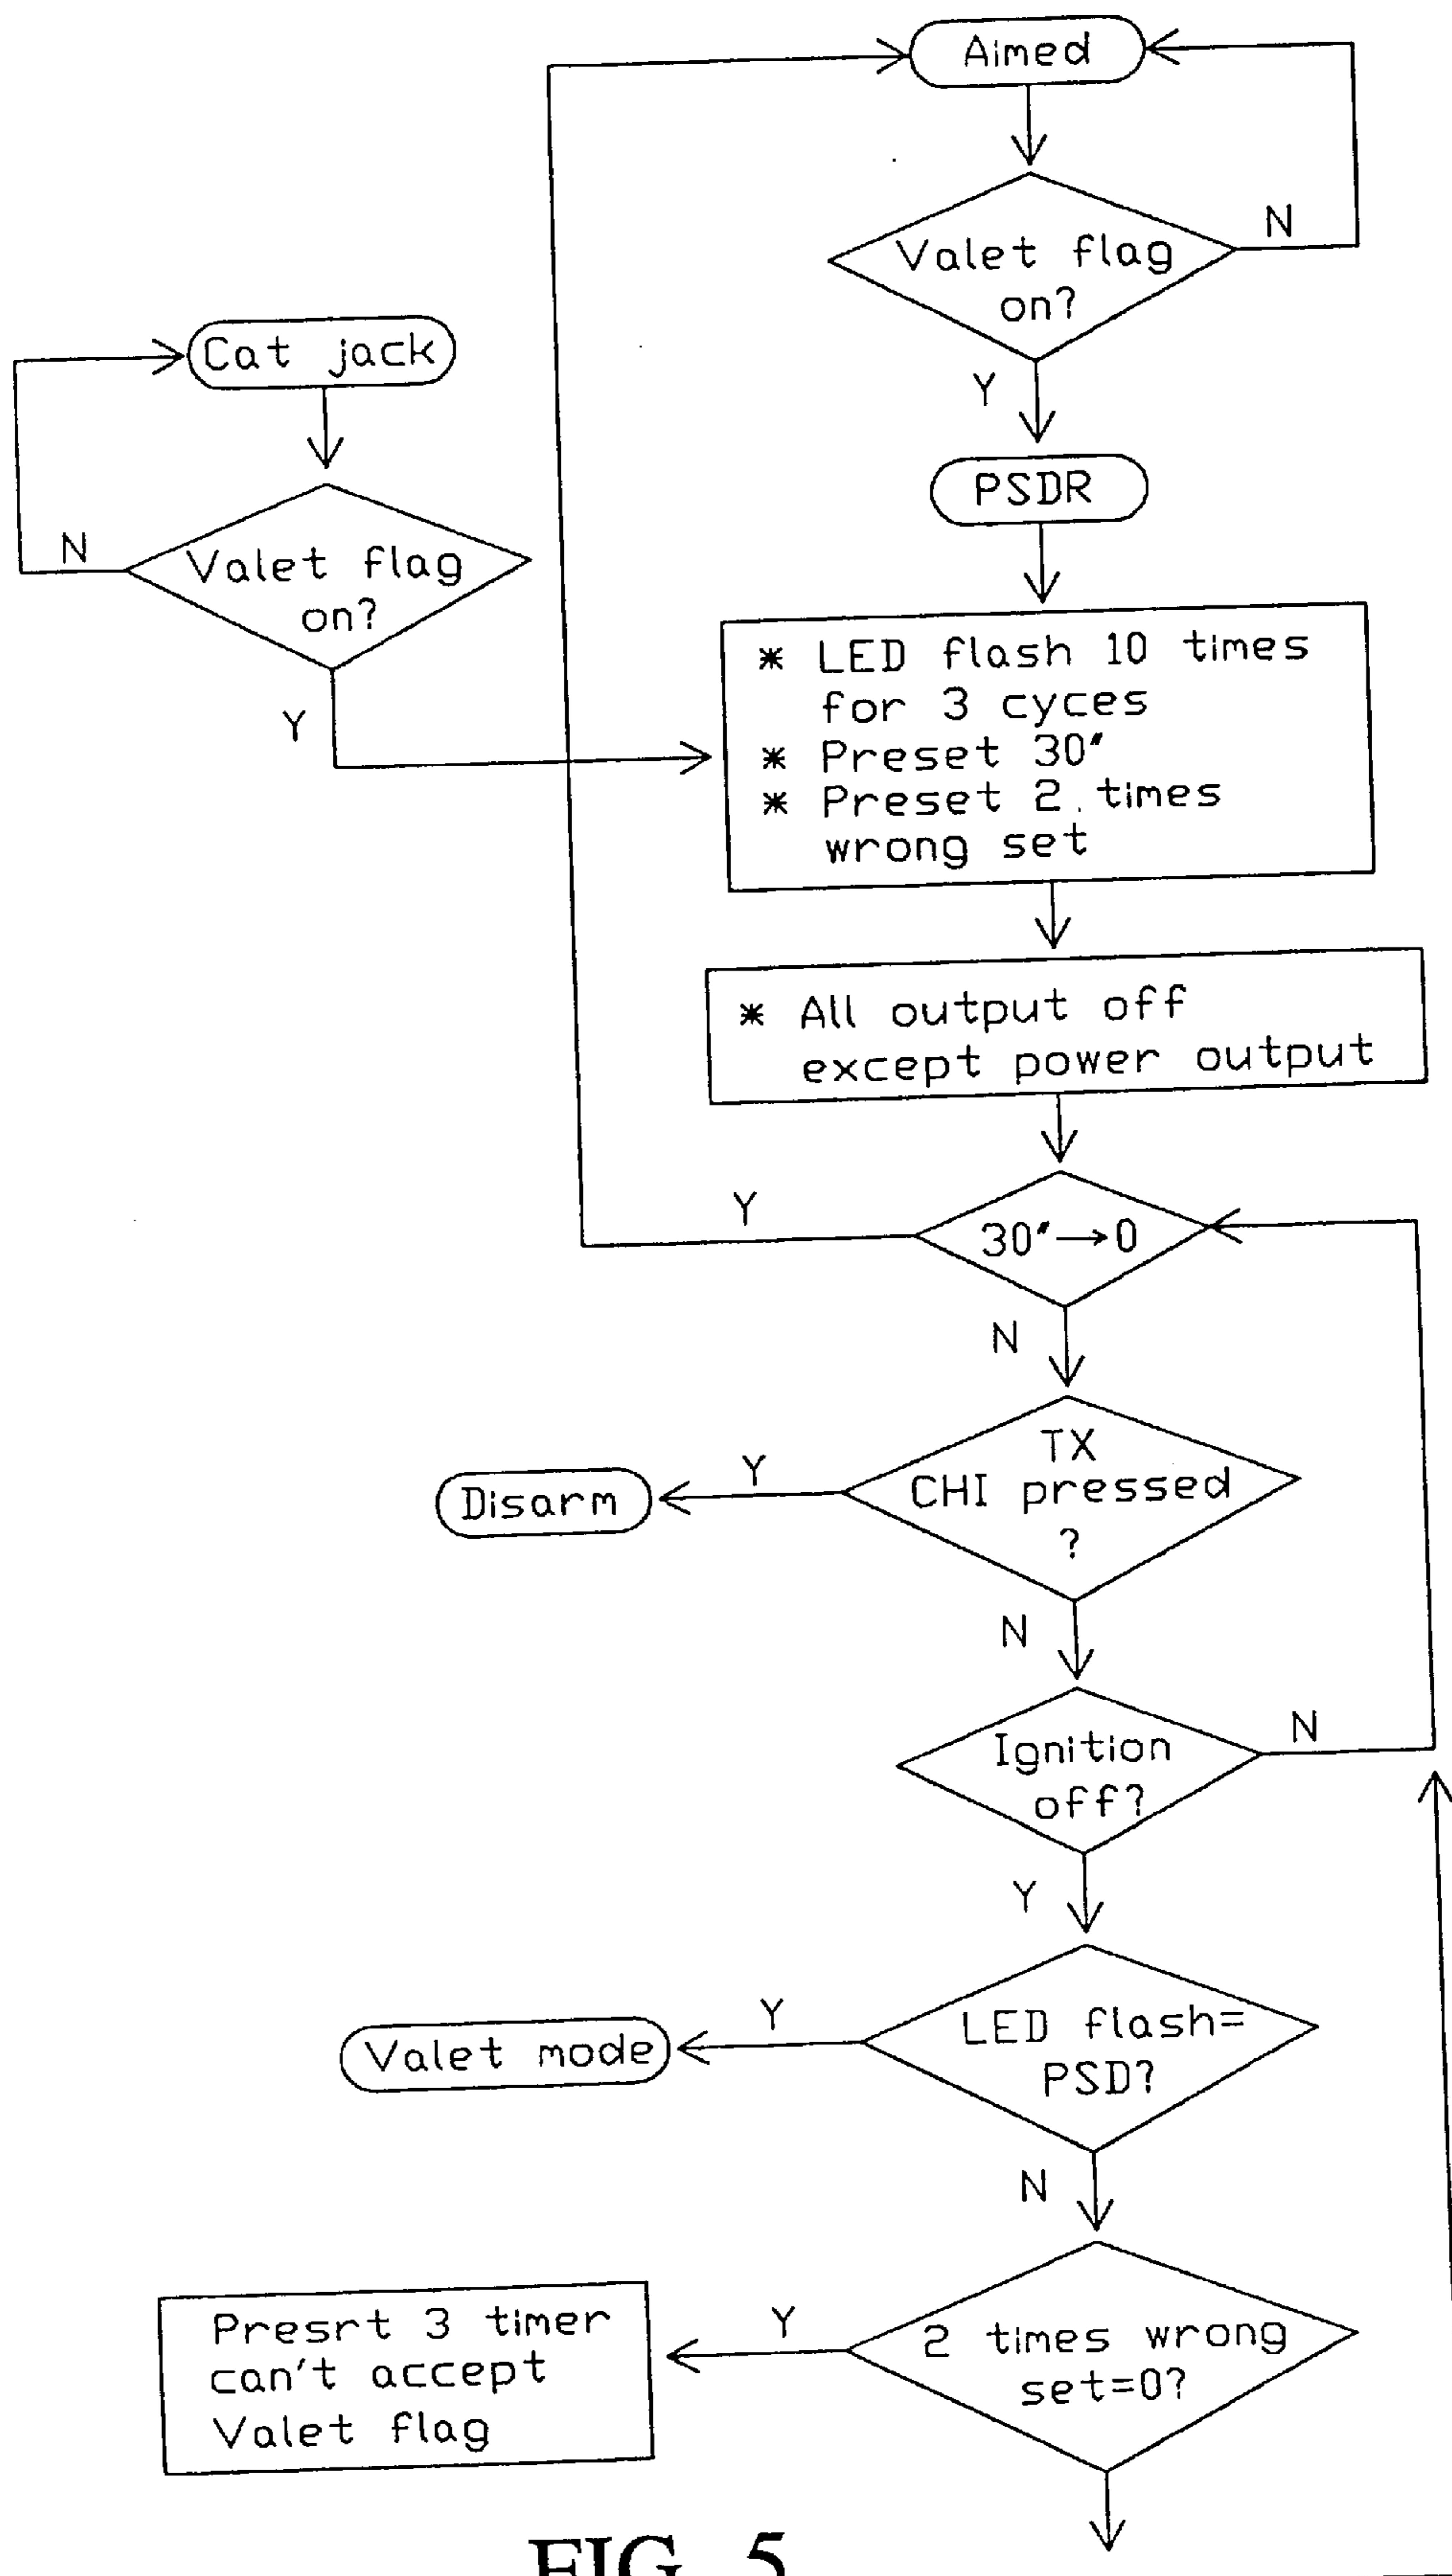 Aimed
Valet flag
on?
N
Y
Cat jack
Valet flag
on?
N
Y
PSDR
* LED flash 10 times
for 3 cyces
* Preset 30"
* Preset 2 times
wrong set
* All output off
except power output
30"→0
Y
N
TX
CHI pressed
?
Y
Disarm
N
Ignition
off?
N
Y
LED flash=
PSD?
Y
Valet mode
N
2 times wrong
set=0?
Y
Presrt 3 timer
can't accept
Valet flag
FIG. 5